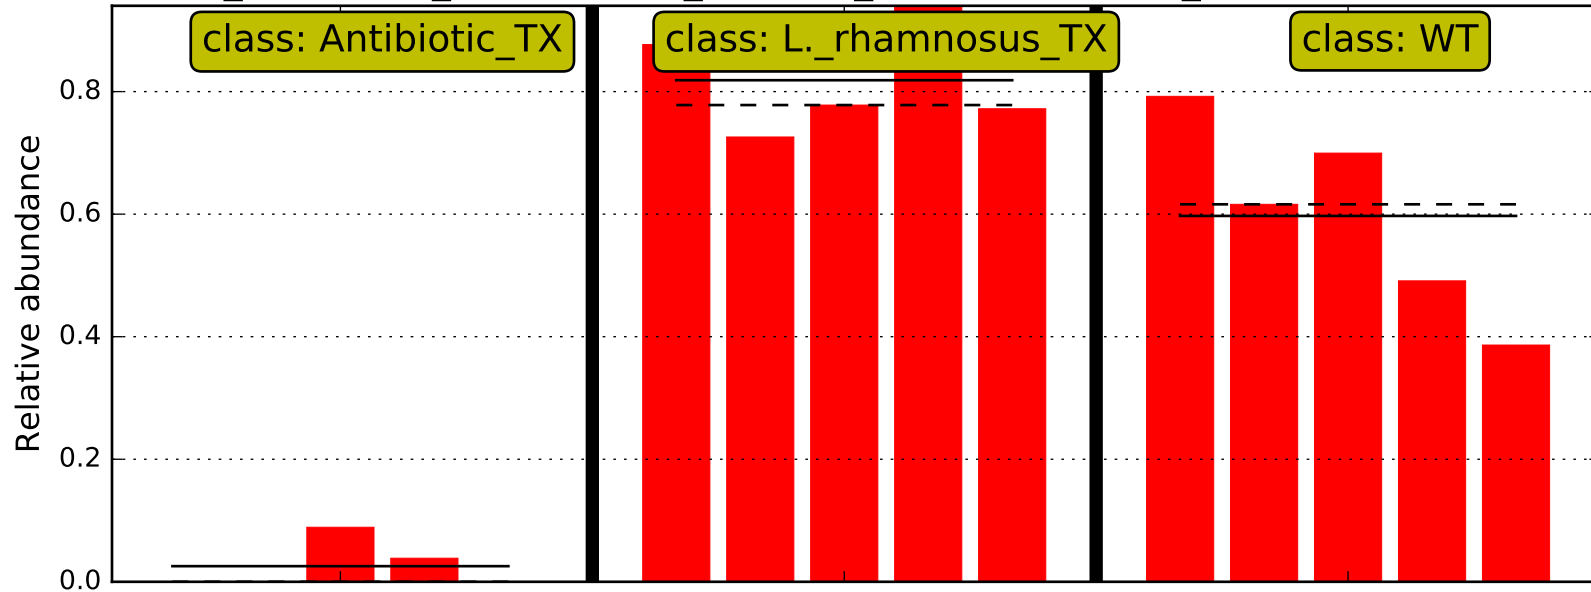 class: Antibiotic_TX
class: L._rhamnosus_TX
class: WT
Relative abundance
0.8
0.6
0.4
0.2
0.0